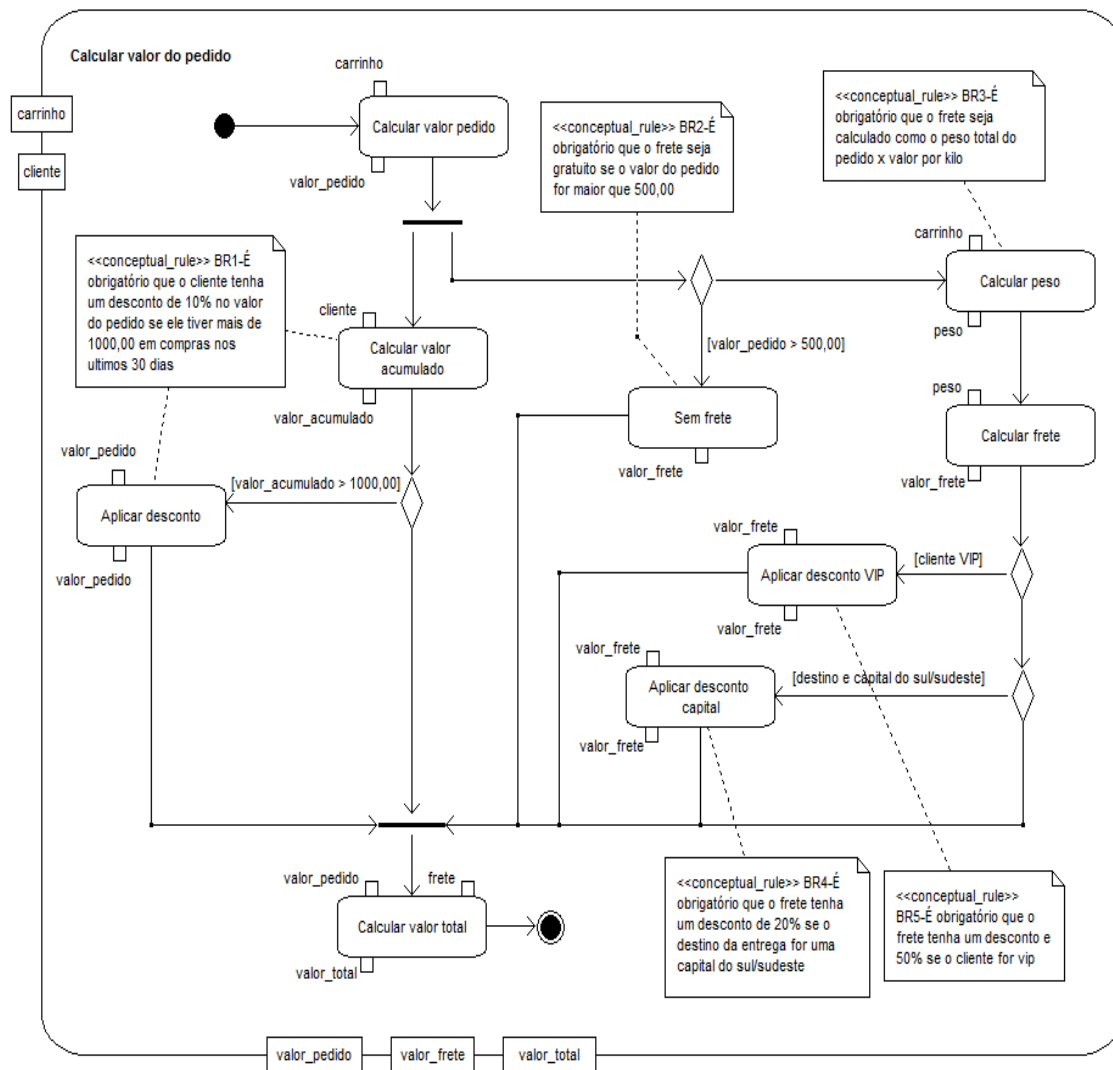 Calcular valor do pedido
carrinho
cliente
carrinho
Calcular valor pedido
valor_pedido
<<conceptual_rule>> BR2-É
obrigatório que o frete seja
gratuito se o valor do pedido
for maior que 500,00
<<conceptual_rule>> BR3-É
obrigatório que o frete seja
calculado como o peso total do
pedido x valor por kilo
<<conceptual_rule>> BR1-É
obrigatório que o cliente tenha
um desconto de 10% no valor
do pedido se ele tiver mais de
1000,00 em compras nos
ultimos 30 dias
cliente
Calcular valor
acumulado
valor_acumulado
carrinho
Calcular peso
peso
[valor_pedido > 500,00]
Sem frete
valor_frete
peso
Calcular frete
valor_frete
valor_pedido
[valor_acumulado > 1000,00]
Aplicar desconto
valor_pedido
valor_frete
[cliente VIP]
Aplicar desconto VIP
valor_frete
valor_frete
[destino e capital do sul/sudeste]
Aplicar desconto
capital
valor_frete
valor_pedido
frete
Calcular valor total
valor_total
<<conceptual_rule>> BR4-É
obrigatório que o frete tenha
um desconto de 20% se o
destino da entrega for uma
capital do sul/sudeste
<<conceptual_rule>>
BR5-É obrigatório que o
frete tenha um desconto e
50% se o cliente for vip
valor_pedido
valor_frete
valor_total